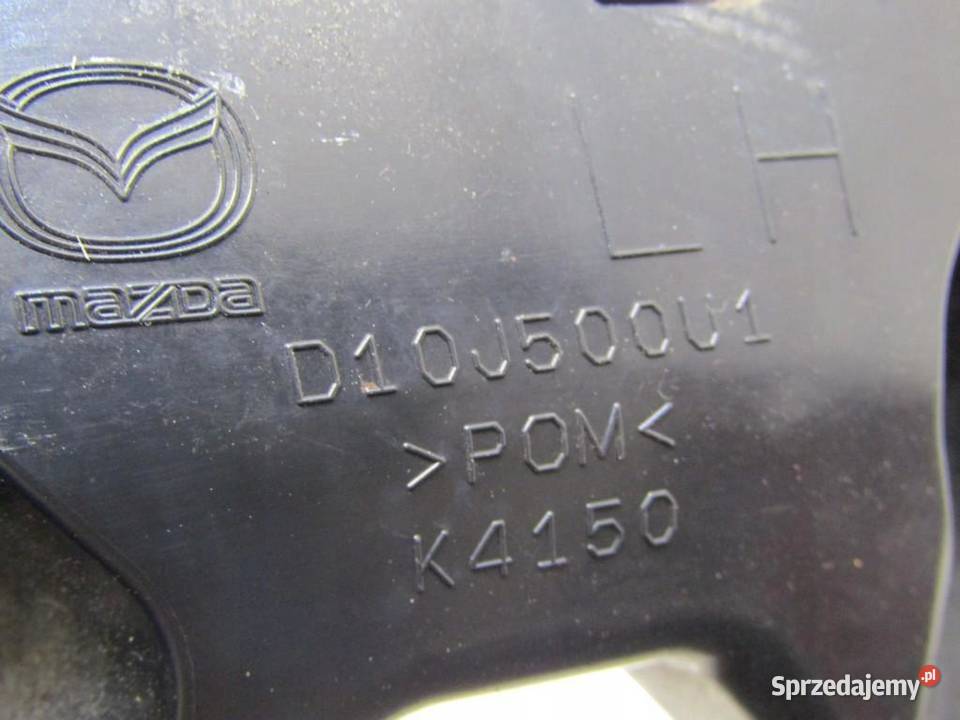 LH
mazda
D10J500U1
>POM<
K4150
Sprzedajemy.pl